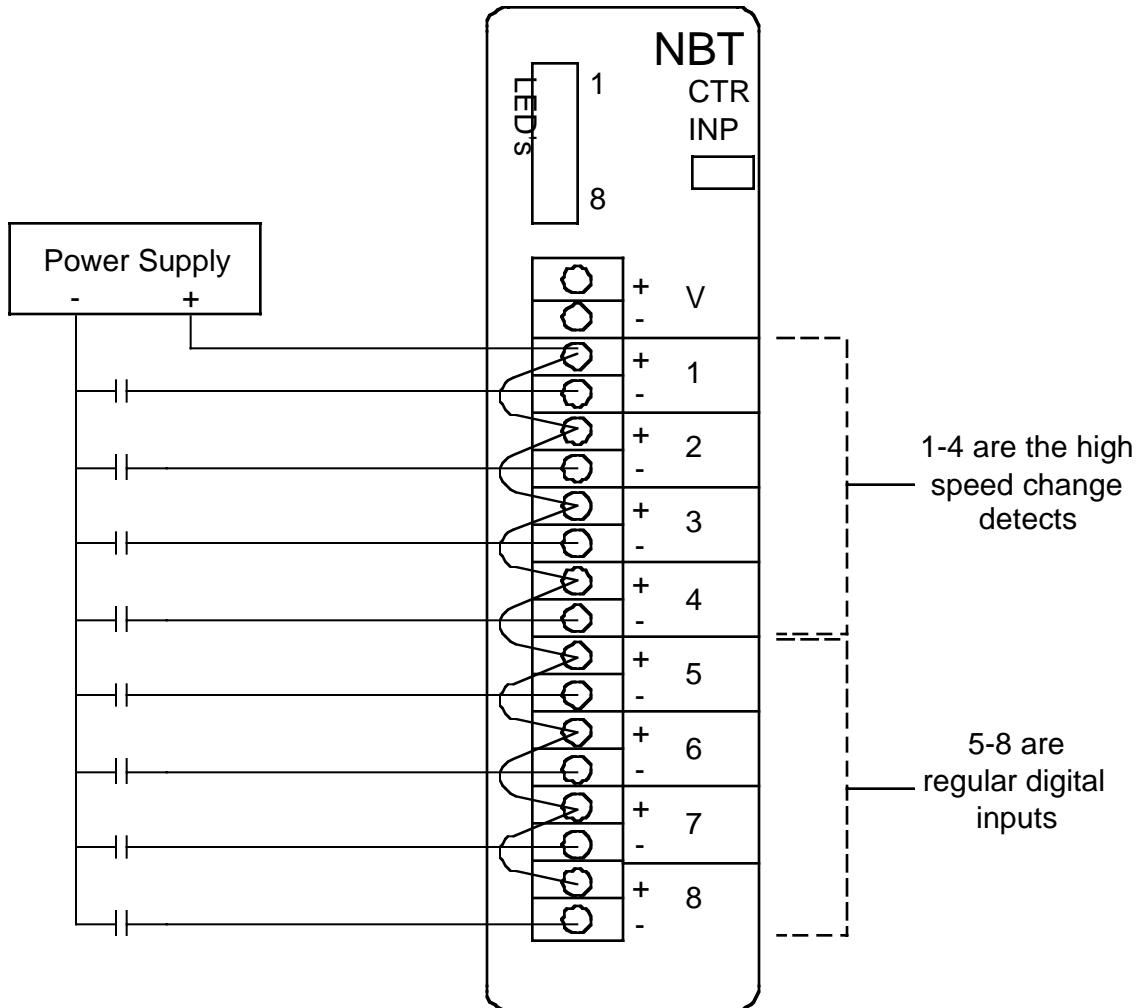 NBT
CTR
INP
LED's
1
8
Power Supply
- +
+
-
V
+
-
1
+
-
2
+
-
3
+
-
4
+
-
5
+
-
6
+
-
7
+
-
8
1-4 are the high
speed change
detects
5-8 are
regular digital
inputs